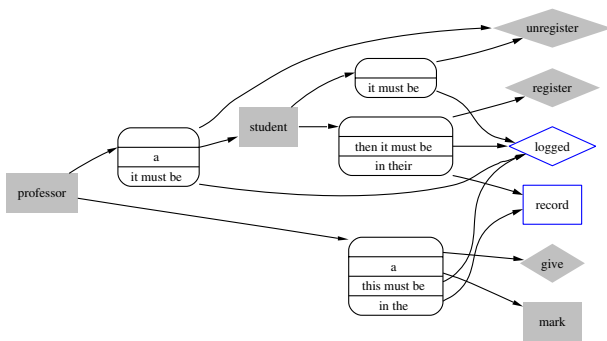 unregister
it must be
register
student
then it must be
in their
logged
a
it must be
professor
record
a
this must be
in the
give
mark